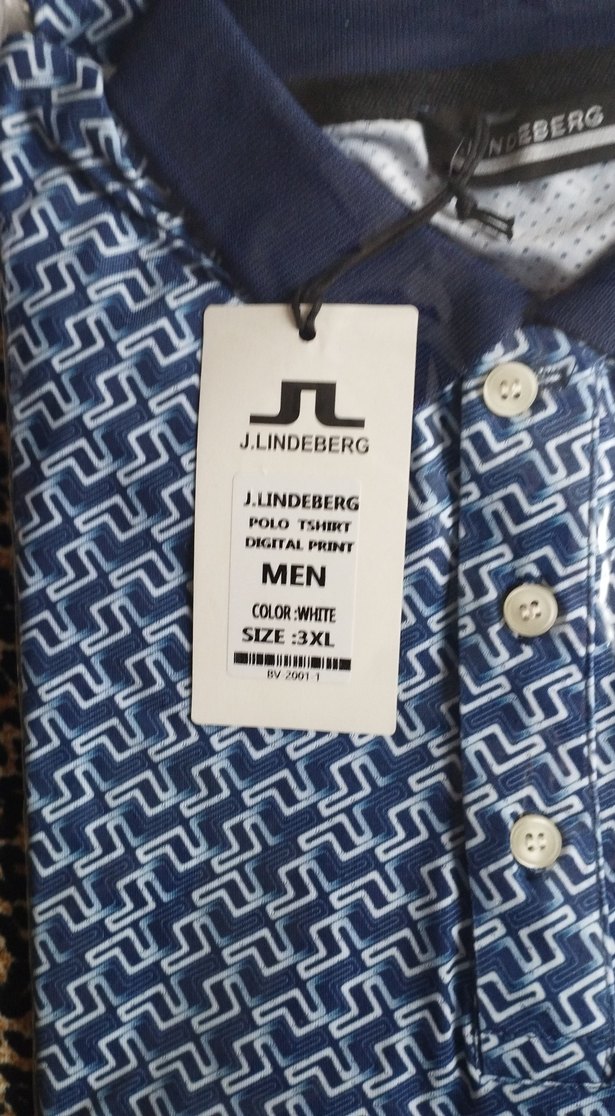 J.LINDEBERG
J.LINDEBERG
J.LINDEBERG
POLO TSHIRT
DIGITAL PRINT
MEN
COLOR :WHITE
SIZE :3XL
BV-2001-1